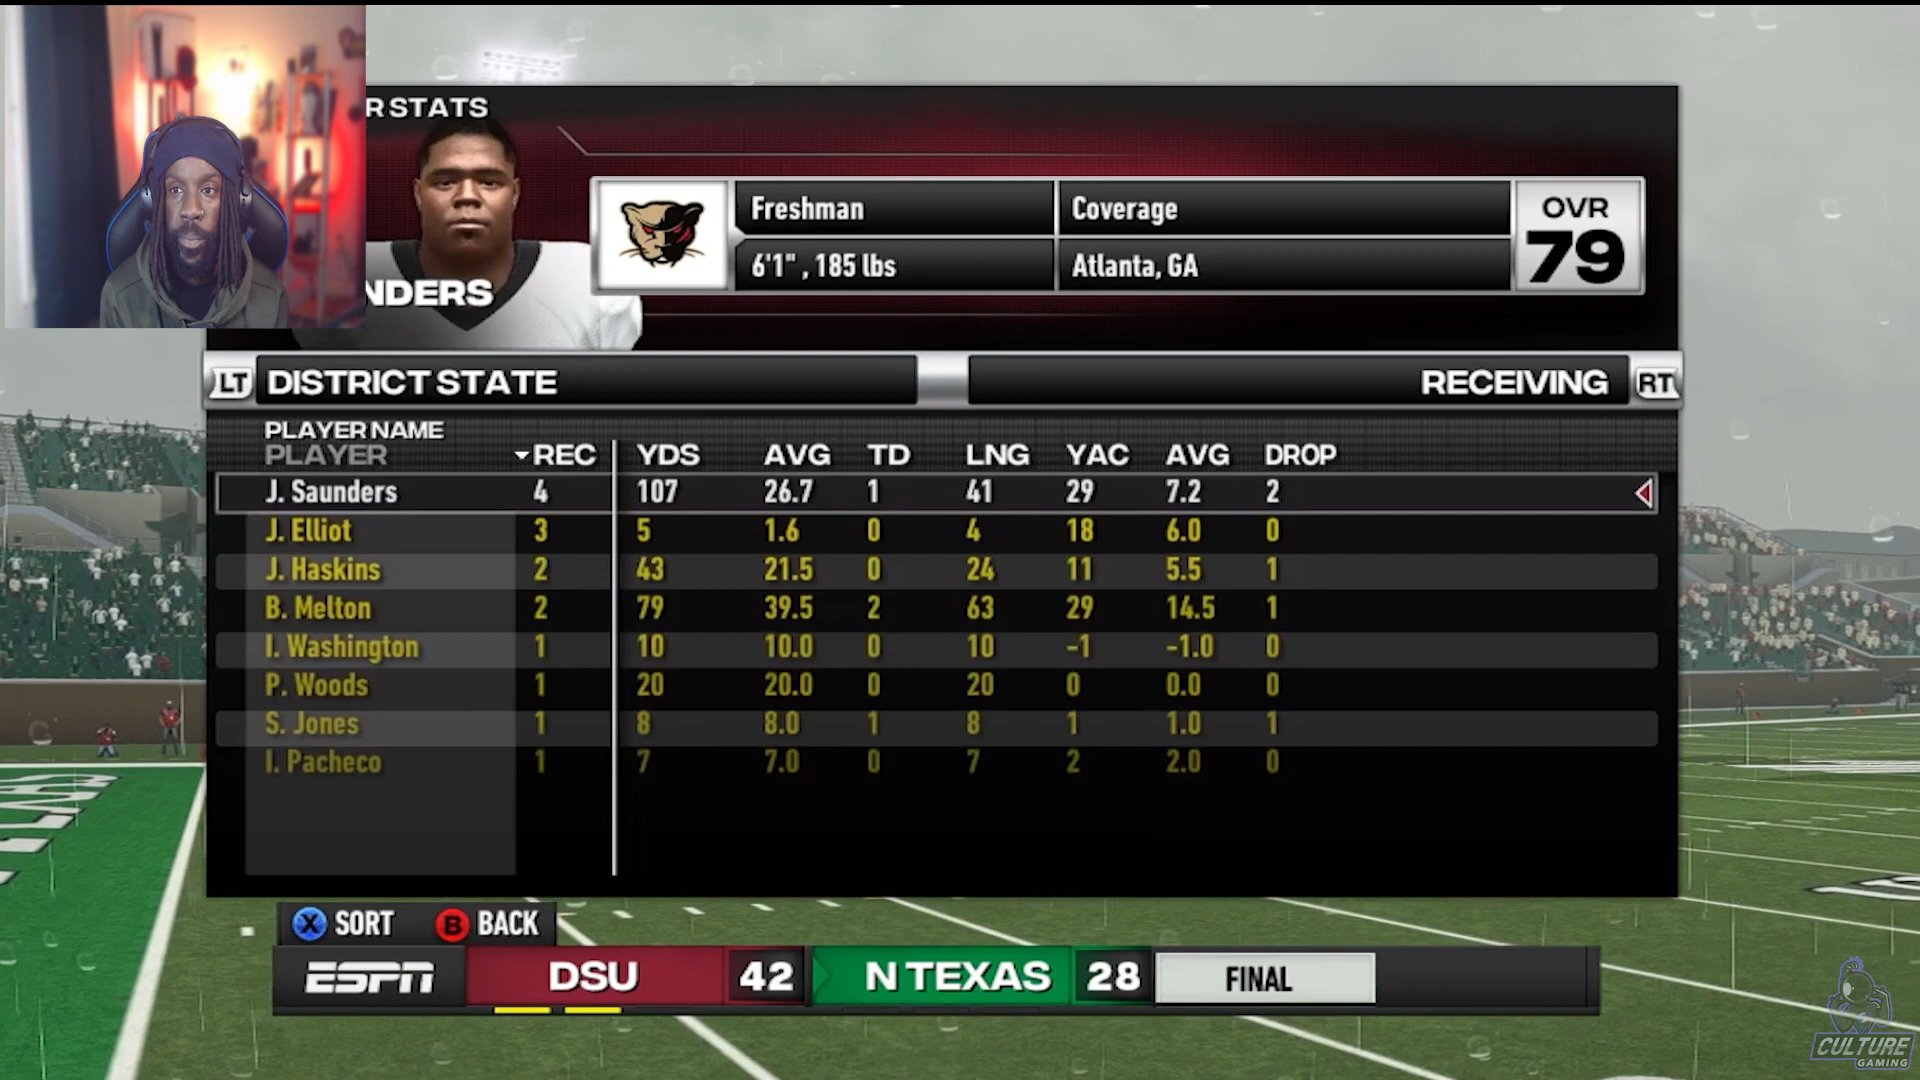 R STATS
NDERS
Freshman
Coverage
OVR
6'1" , 185 lbs
Atlanta, GA
79
LT DISTRICT STATE
RECEIVING RT
PLAYER NAME
PLAYER REC YDS AVG TD LNG YAC AVG DROP
J. Saunders 4 107 26.7 1 41 29 7.2 2
J. Elliot 3 5 1.6 0 4 18 6.0 0
J. Haskins 2 43 21.5 0 24 11 5.5 1
B. Melton 2 79 39.5 2 63 29 14.5 1
I. Washington 1 10 10.0 0 10 -1 -1.0 0
P. Woods 1 20 20.0 0 20 0 0.0 0
S. Jones 1 8 8.0 1 8 1 1.0 1
I. Pacheco 1 7 7.0 0 7 2 2.0 0
X SORT B BACK
ESPN DSU 42 N TEXAS 28 FINAL
CULTURE
GAMING